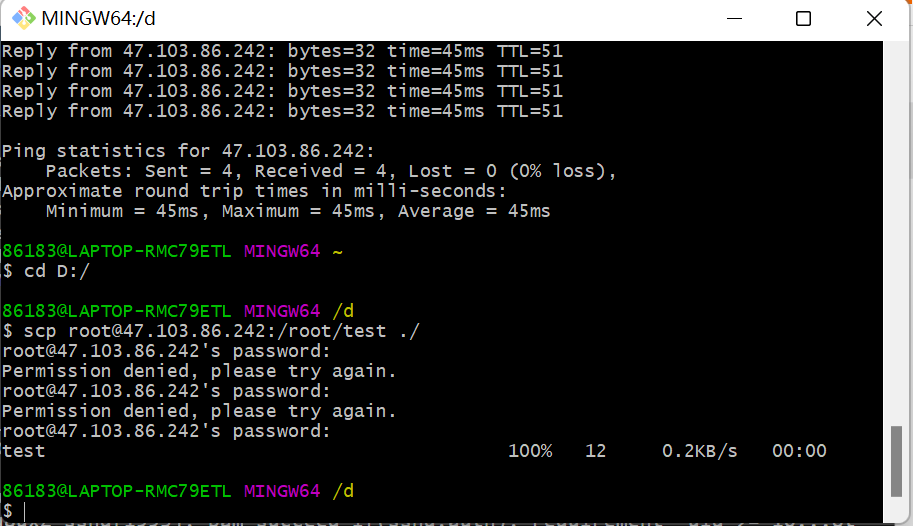 MINGW64:/d
Reply from 47.103.86.242: bytes=32 time=45ms TTL=51
Reply from 47.103.86.242: bytes=32 time=45ms TTL=51
Reply from 47.103.86.242: bytes=32 time=45ms TTL=51
Reply from 47.103.86.242: bytes=32 time=45ms TTL=51
Ping statistics for 47.103.86.242:
    Packets: Sent = 4, Received = 4, Lost = 0 (0% loss),
Approximate round trip times in milli-seconds:
    Minimum = 45ms, Maximum = 45ms, Average = 45ms
86183@LAPTOP-RMC79ETL MINGW64 ~
$ cd D:/
86183@LAPTOP-RMC79ETL MINGW64 /d
$ scp root@47.103.86.242:/root/test ./
root@47.103.86.242's password:
Permission denied, please try again.
root@47.103.86.242's password:
Permission denied, please try again.
root@47.103.86.242's password:
test 100% 12 0.2KB/s 00:00
86183@LAPTOP-RMC79ETL MINGW64 /d
$